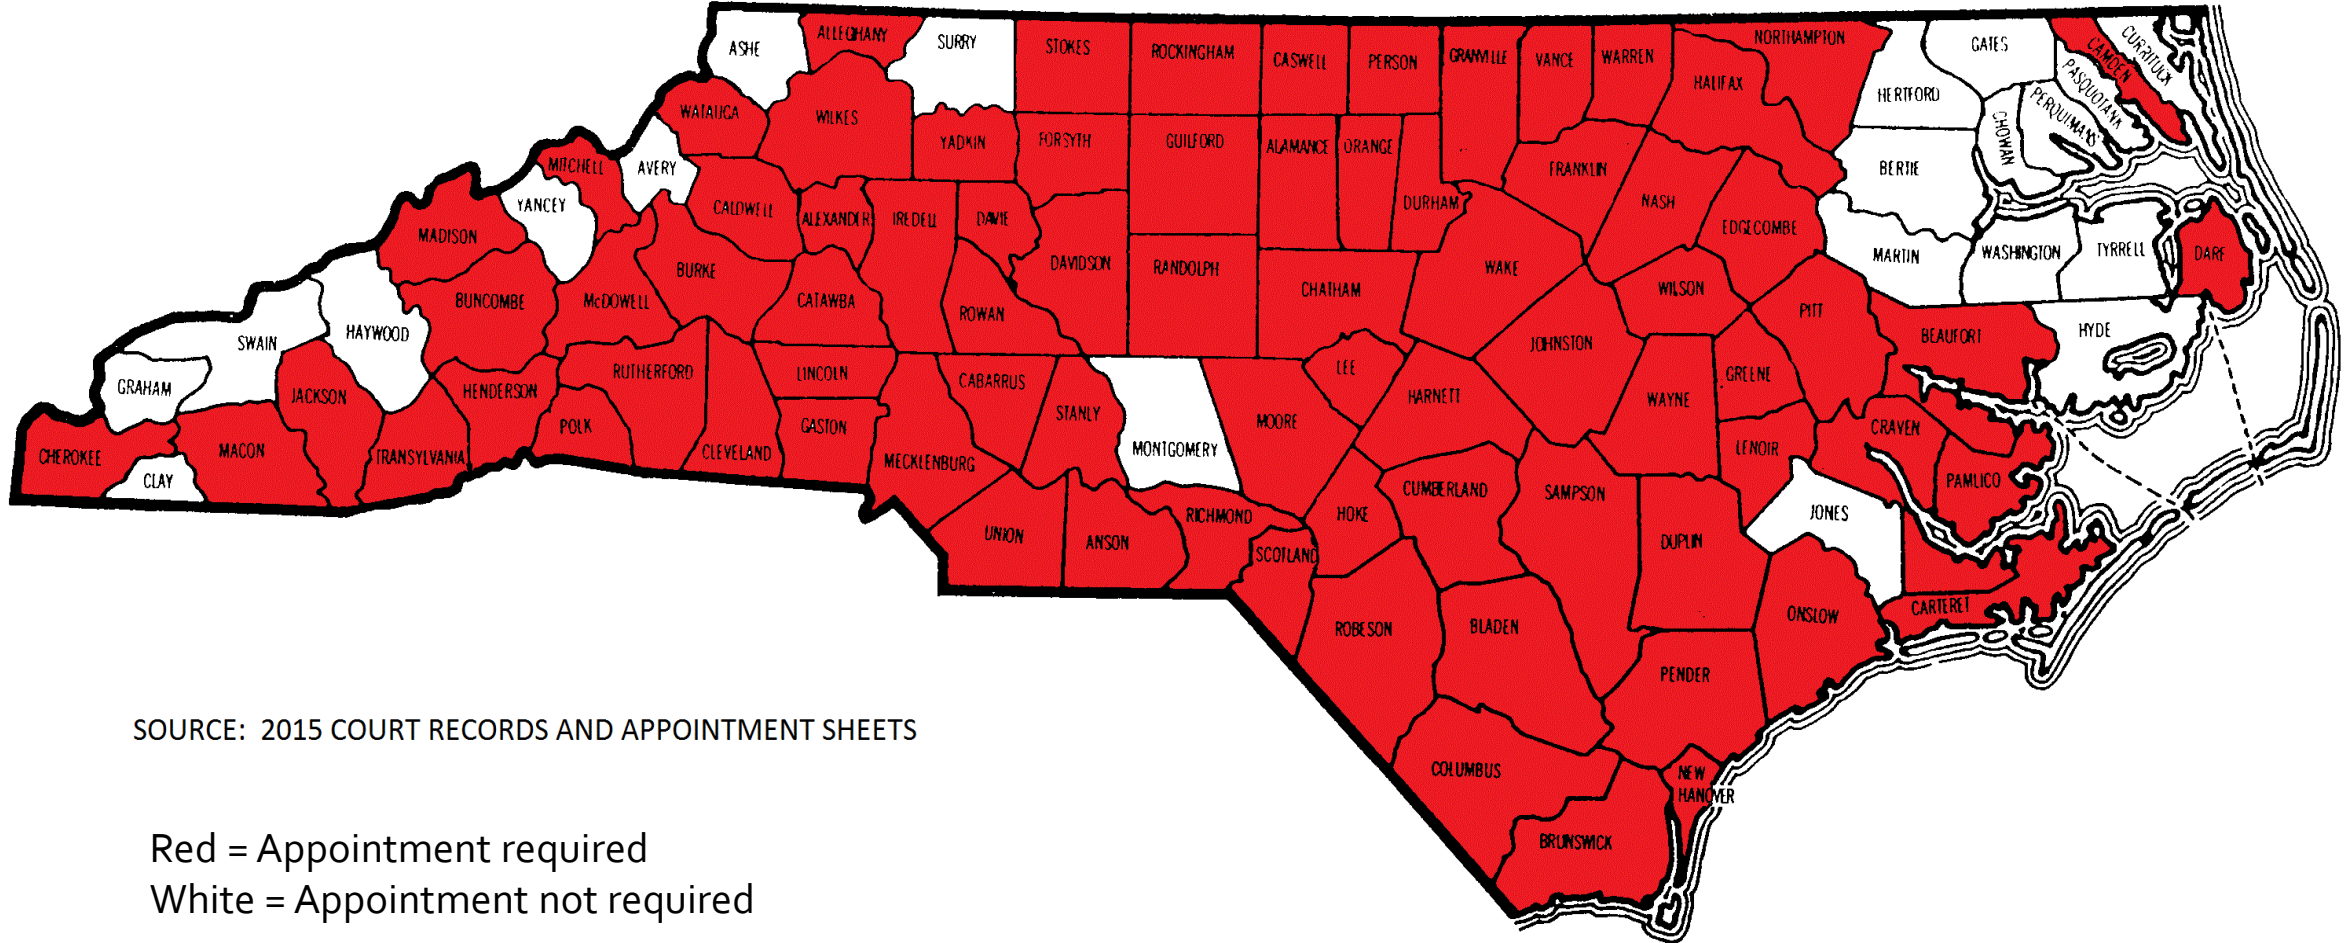 ASHE
ALLEGHANY
SURRY
STOKES
ROCKINGHAM
CASWELL
PERSON
GRANVILLE
VANCE
WARREN
NORTHAMPTON
HALIFAX
GATES
HERTFORD
CAMDEN
CURRITUCK
PASQUOTANK
PERQUIMANS
CHOWAN
BERTIE
WATAUGA
WILKES
YADKIN
FORSYTH
GUILFORD
ALAMANCE
ORANGE
DURHAM
FRANKLIN
NASH
EDGECOMBE
MITCHELL
AVERY
YANCEY
CALDWELL
ALEXANDER
IREDELL
DAVIE
DAVIDSON
RANDOLPH
CHATHAM
WAKE
WILSON
PITT
MARTIN
WASHINGTON
TYRRELL
DARE
MADISON
BUNCOMBE
McDOWELL
BURKE
CATAWBA
ROWAN
SWAIN
HAYWOOD
GRAHAM
JACKSON
HENDERSON
RUTHERFORD
LINCOLN
CABARRUS
STANLY
MONTGOMERY
MOORE
LEE
HARNETT
JOHNSTON
WAYNE
GREENE
BEAUFORT
HYDE
CHEROKEE
CLAY
MACON
TRANSYLVANIA
POLK
CLEVELAND
GASTON
MECKLENBURG
UNION
ANSON
RICHMOND
SCOTLAND
HOKE
CUMBERLAND
SAMPSON
LENOIR
CRAVEN
PAMLICO
JONES
DUPLIN
ROBESON
BLADEN
ONSLOW
CARTERET
PENDER
COLUMBUS
NEW
HANOVER
BRUNSWICK
SOURCE: 2015 COURT RECORDS AND APPOINTMENT SHEETS
Red = Appointment required
White = Appointment not required